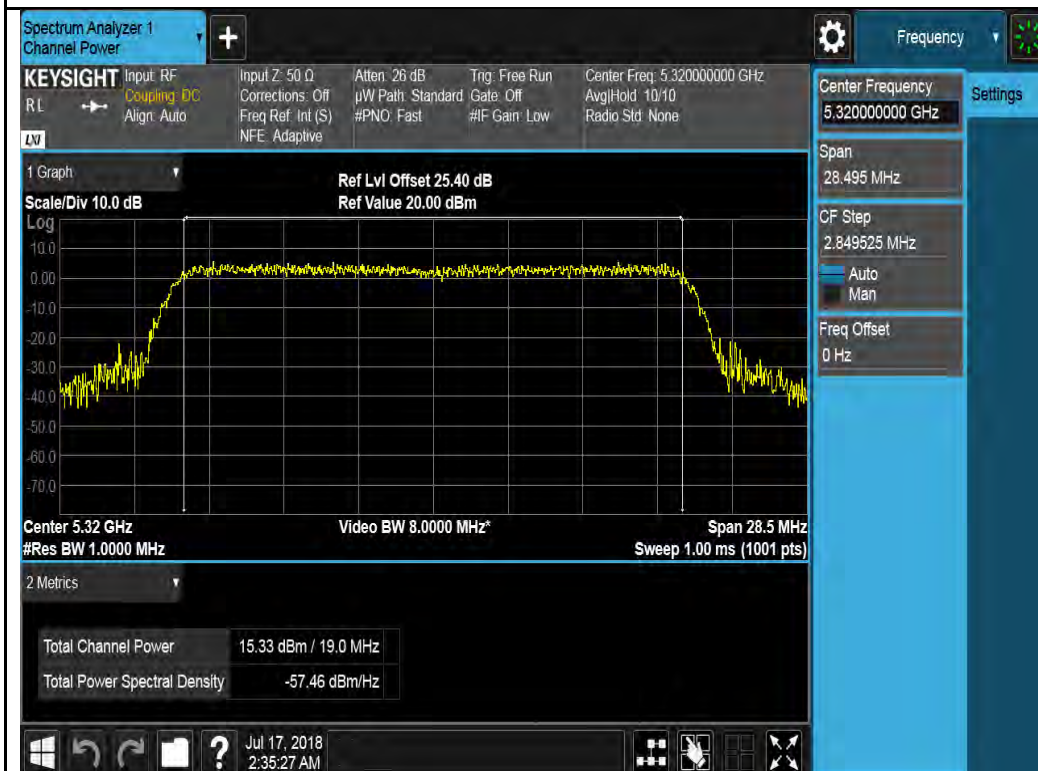 Spectrum Analyzer 1
Channel Power
+
Frequency
KEYSIGHT
R L
LXI
Input: RF
Coupling: DC
Align: Auto
Input Z: 50 Ω
Corrections: Off
Freq Ref: Int (S)
NFE: Adaptive
Atten: 26 dB
µW Path: Standard
#PNO: Fast
Trig: Free Run
Gate: Off
#IF Gain: Low
Center Freq: 5.320000000 GHz
Avg|Hold: 10/10
Radio Std: None
Center Frequency
5.320000000 GHz
Settings
Span
28.495 MHz
CF Step
2.849525 MHz
Auto
Man
Freq Offset
0 Hz
1 Graph
Ref Lvl Offset 25.40 dB
Scale/Div 10.0 dB
Ref Value 20.00 dBm
Log
10.0
0.00
-10.0
-20.0
-30.0
-40.0
-50.0
-60.0
-70.0
Center 5.32 GHz
Video BW 8.0000 MHz*
Span 28.5 MHz
#Res BW 1.0000 MHz
Sweep 1.00 ms (1001 pts)
2 Metrics
Total Channel Power 15.33 dBm / 19.0 MHz
Total Power Spectral Density -57.46 dBm/Hz
?
Jul 17, 2018
2:35:27 AM